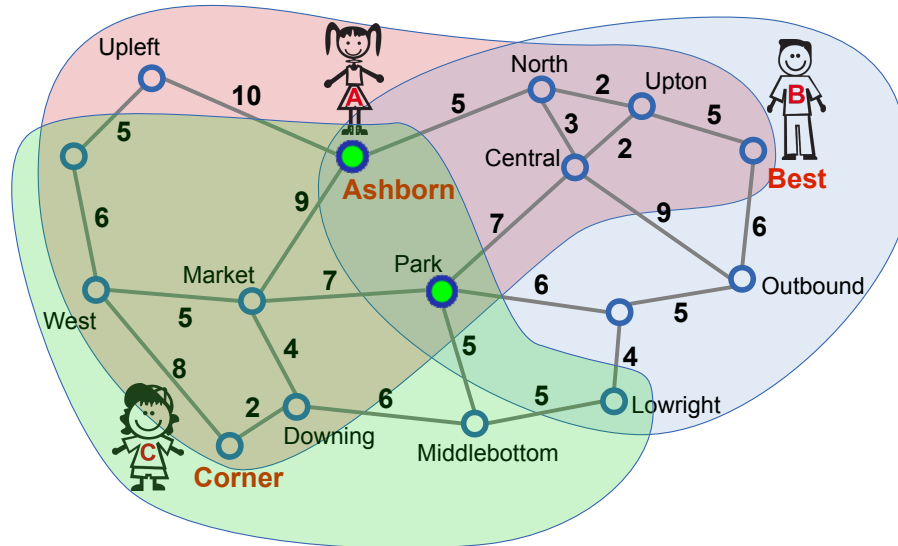 Upleft
A
North
2
Upton
B
10
5
5
5
3
Central
2
Ashborn
Best
9
6
9
7
Park
6
Market
7
6
Outbound
West
5
5
8
4
5
4
2
6
5
Lowright
Downing
C
Middlebottom
Corner